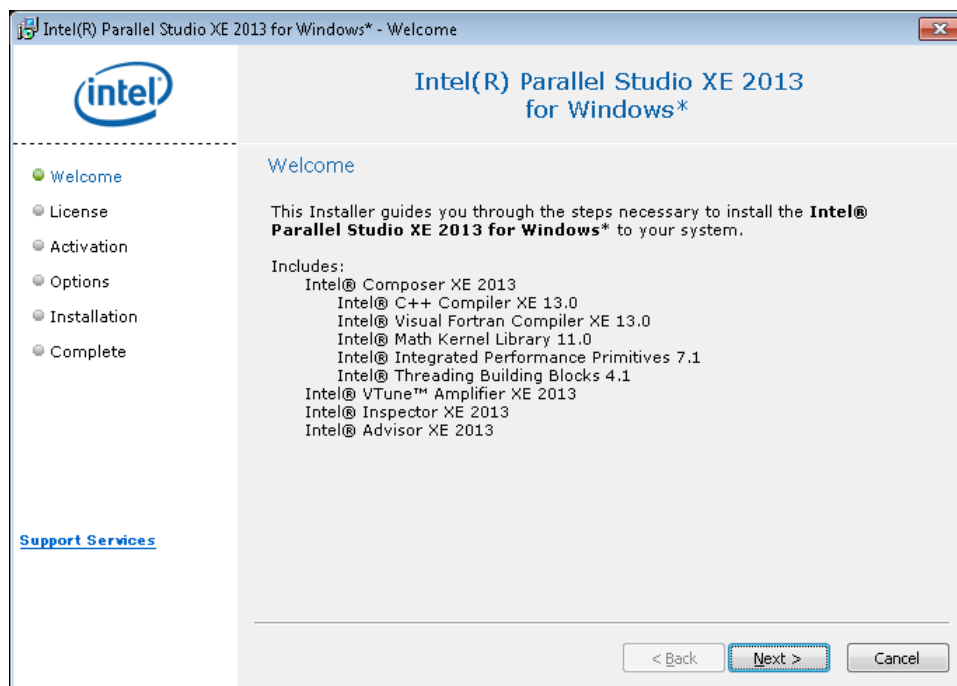 Intel(R) Parallel Studio XE 2013 for Windows* - Welcome
intel
Intel(R) Parallel Studio XE 2013
for Windows*
Welcome
License
Activation
Options
Installation
Complete
Support Services
Welcome
This Installer guides you through the steps necessary to install the Intel®
Parallel Studio XE 2013 for Windows* to your system.
Includes:
Intel® Composer XE 2013
Intel® C++ Compiler XE 13.0
Intel® Visual Fortran Compiler XE 13.0
Intel® Math Kernel Library 11.0
Intel® Integrated Performance Primitives 7.1
Intel® Threading Building Blocks 4.1
Intel® VTune™ Amplifier XE 2013
Intel® Inspector XE 2013
Intel® Advisor XE 2013
< Back
Next >
Cancel